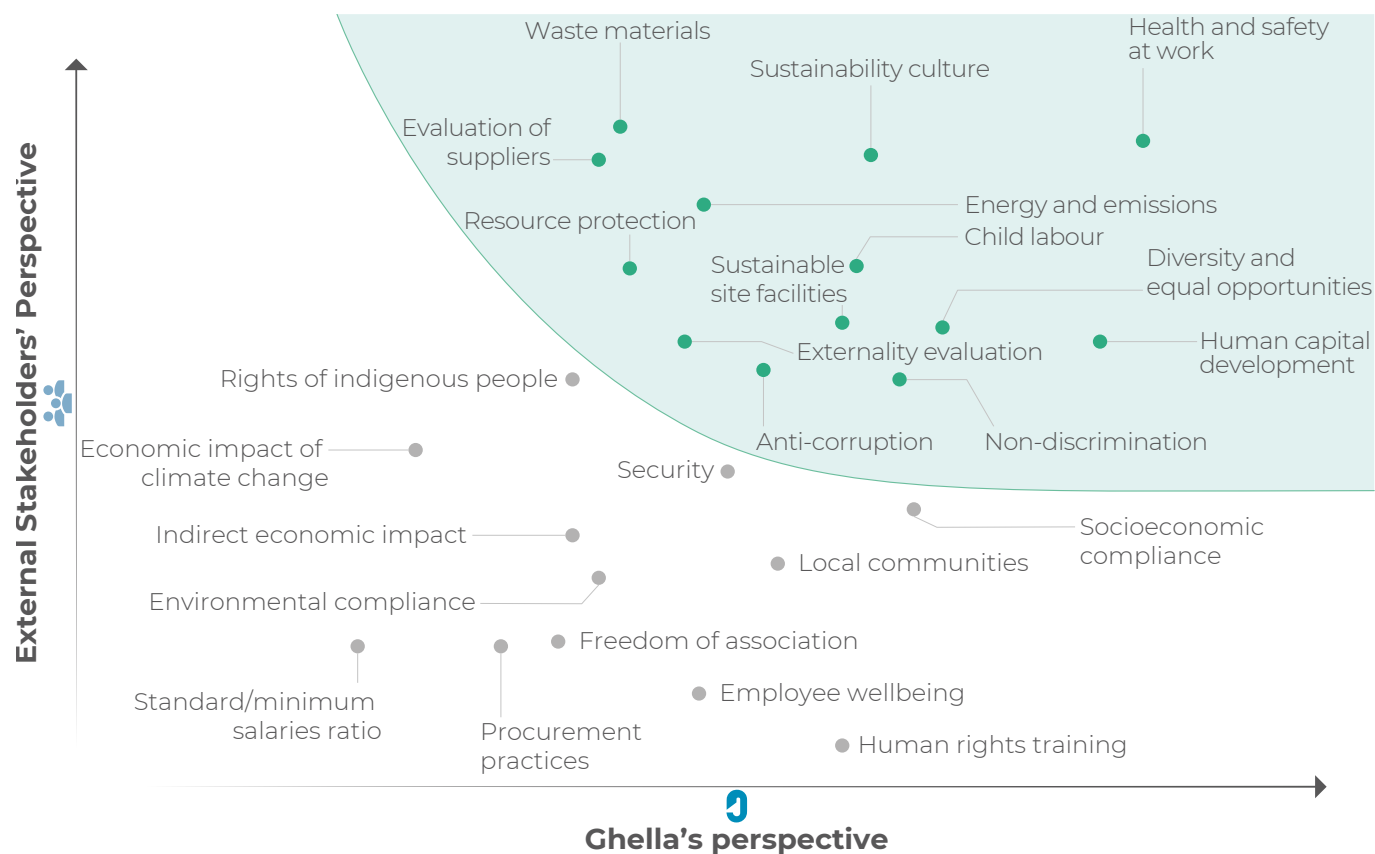 Waste materials
Health and safety
at work
Sustainability culture
Evaluation of
suppliers
Energy and emissions
Resource protection
Child labour
Sustainable
site facilities
Diversity and
equal opportunities
Externality evaluation
Human capital
development
Rights of indigenous people
Anti-corruption
Non-discrimination
Economic impact of
climate change
Security
Indirect economic impact
Socioeconomic
compliance
Local communities
Environmental compliance
Freedom of association
Standard/minimum
salaries ratio
Employee wellbeing
Procurement
practices
Human rights training
External Stakeholders’ Perspective
Ghella’s perspective